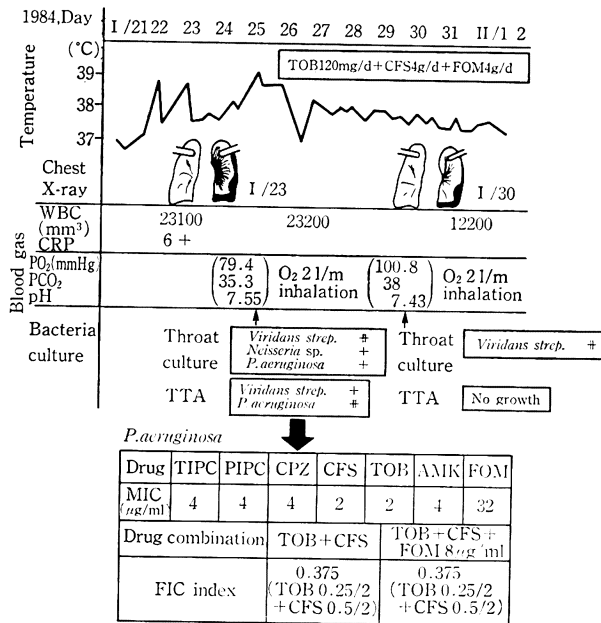 1984,Day I/21 22 23 24 25 26 27 28 29 30 31 II/1 2
Temperature (°C) 39 38 37
TOB120mg/d+CFS4g/d+FOM4g/d
Chest X-ray I/23 I/30
WBC (mm³) 23100 23200 12200
CRP 6+
Blood gas
PO₂(mmHg) 79.4 100.8
PCO₂ 35.3 O₂ 2l/m inhalation 38 O₂ 2l/m inhalation
pH 7.55 7.43
Bacteria culture
Throat culture
Viridans strep. ⧻
Neisseria sp. +
P.aeruginosa +
Throat culture
Viridans strep. ⧺
TTA
Viridans strep. +
P.aeruginosa ⧺
TTA
No growth
P.aeruginosa
Drug TIPC PIPC CPZ CFS TOB AMK FOM
MIC (μg/ml) 4 4 4 2 2 4 32
Drug combination TOB+CFS TOB+CFS+ FOM 8μg/ml
FIC index
0.375
(TOB 0.25/2
+CFS 0.5/2)
0.375
(TOB 0.25/2
+CFS 0.5/2)